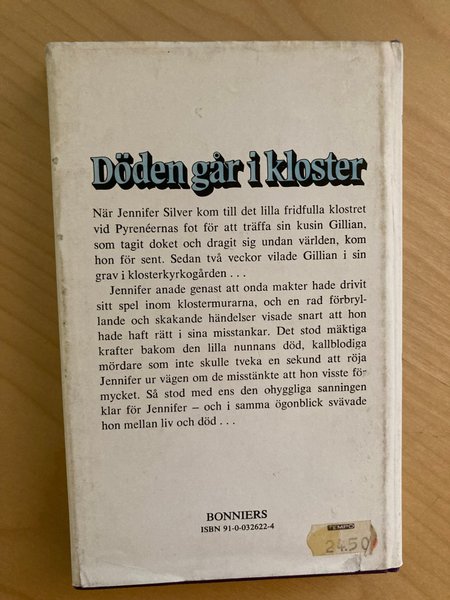 Döden går i kloster
När Jennifer Silver kom till det lilla fridfulla klostret
vid Pyrenéernas fot för att träffa sin kusin Gillian,
som tagit doket och dragit sig undan världen, kom
hon för sent. Sedan två veckor vilade Gillian i sin
grav i klosterkyrkogården . . .
Jennifer anade genast att onda makter hade drivit
sitt spel inom klostermurarna, och en rad förbryl-
lande och skakande händelser visade snart att hon
hade haft rätt i sina misstankar. Det stod mäktiga
krafter bakom den lilla nunnans död, kallblodiga
mördare som inte skulle tveka en sekund att röja
Jennifer ur vägen om de misstänkte att hon visste för
mycket. Så stod med ens den ohyggliga sanningen
klar för Jennifer – och i samma ögonblick svävade
hon mellan liv och död . . .
BONNIERS
ISBN 91-0-032622-4
TEMPO
24.50